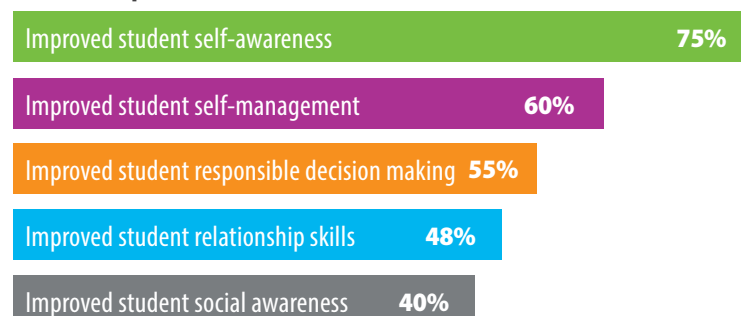 Improved student self-awareness 75%
Improved student self-management 60%
Improved student responsible decision making 55%
Improved student relationship skills 48%
Improved student social awareness 40%